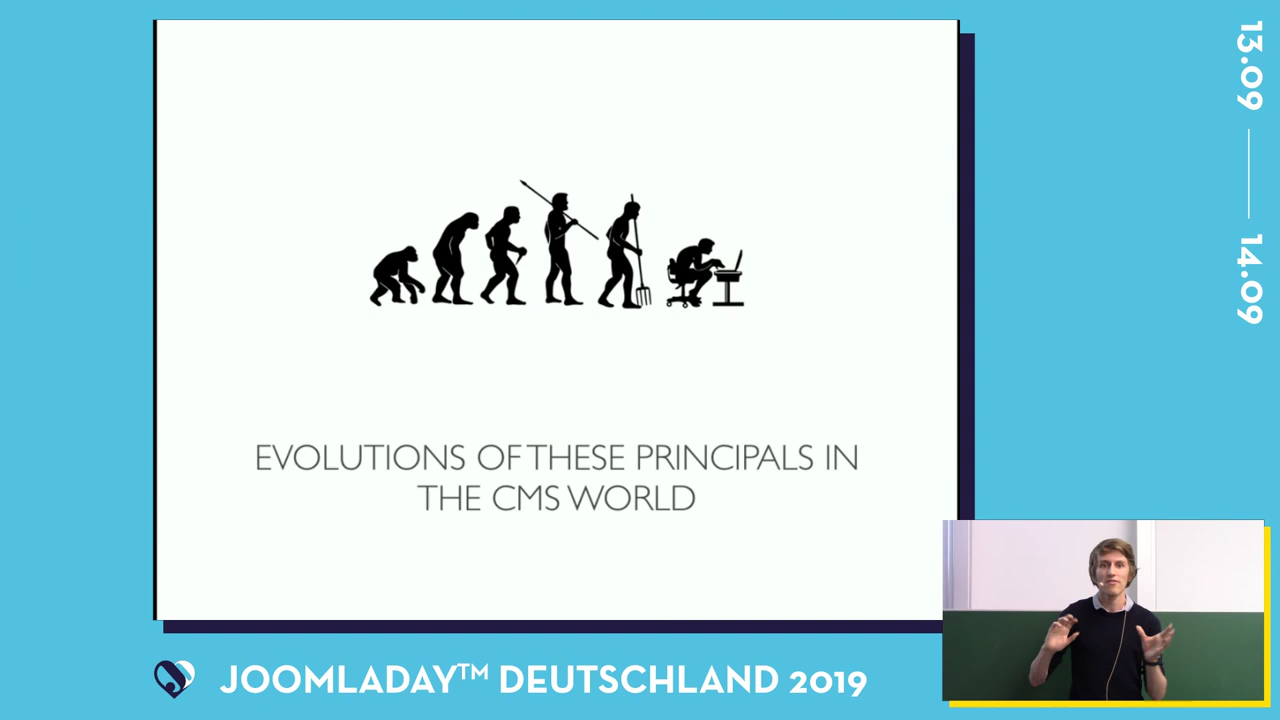 EVOLUTIONS OF THESE PRINCIPALS IN
THE CMS WORLD
JOOMLADAY™ DEUTSCHLAND 2019
13.09
14.09